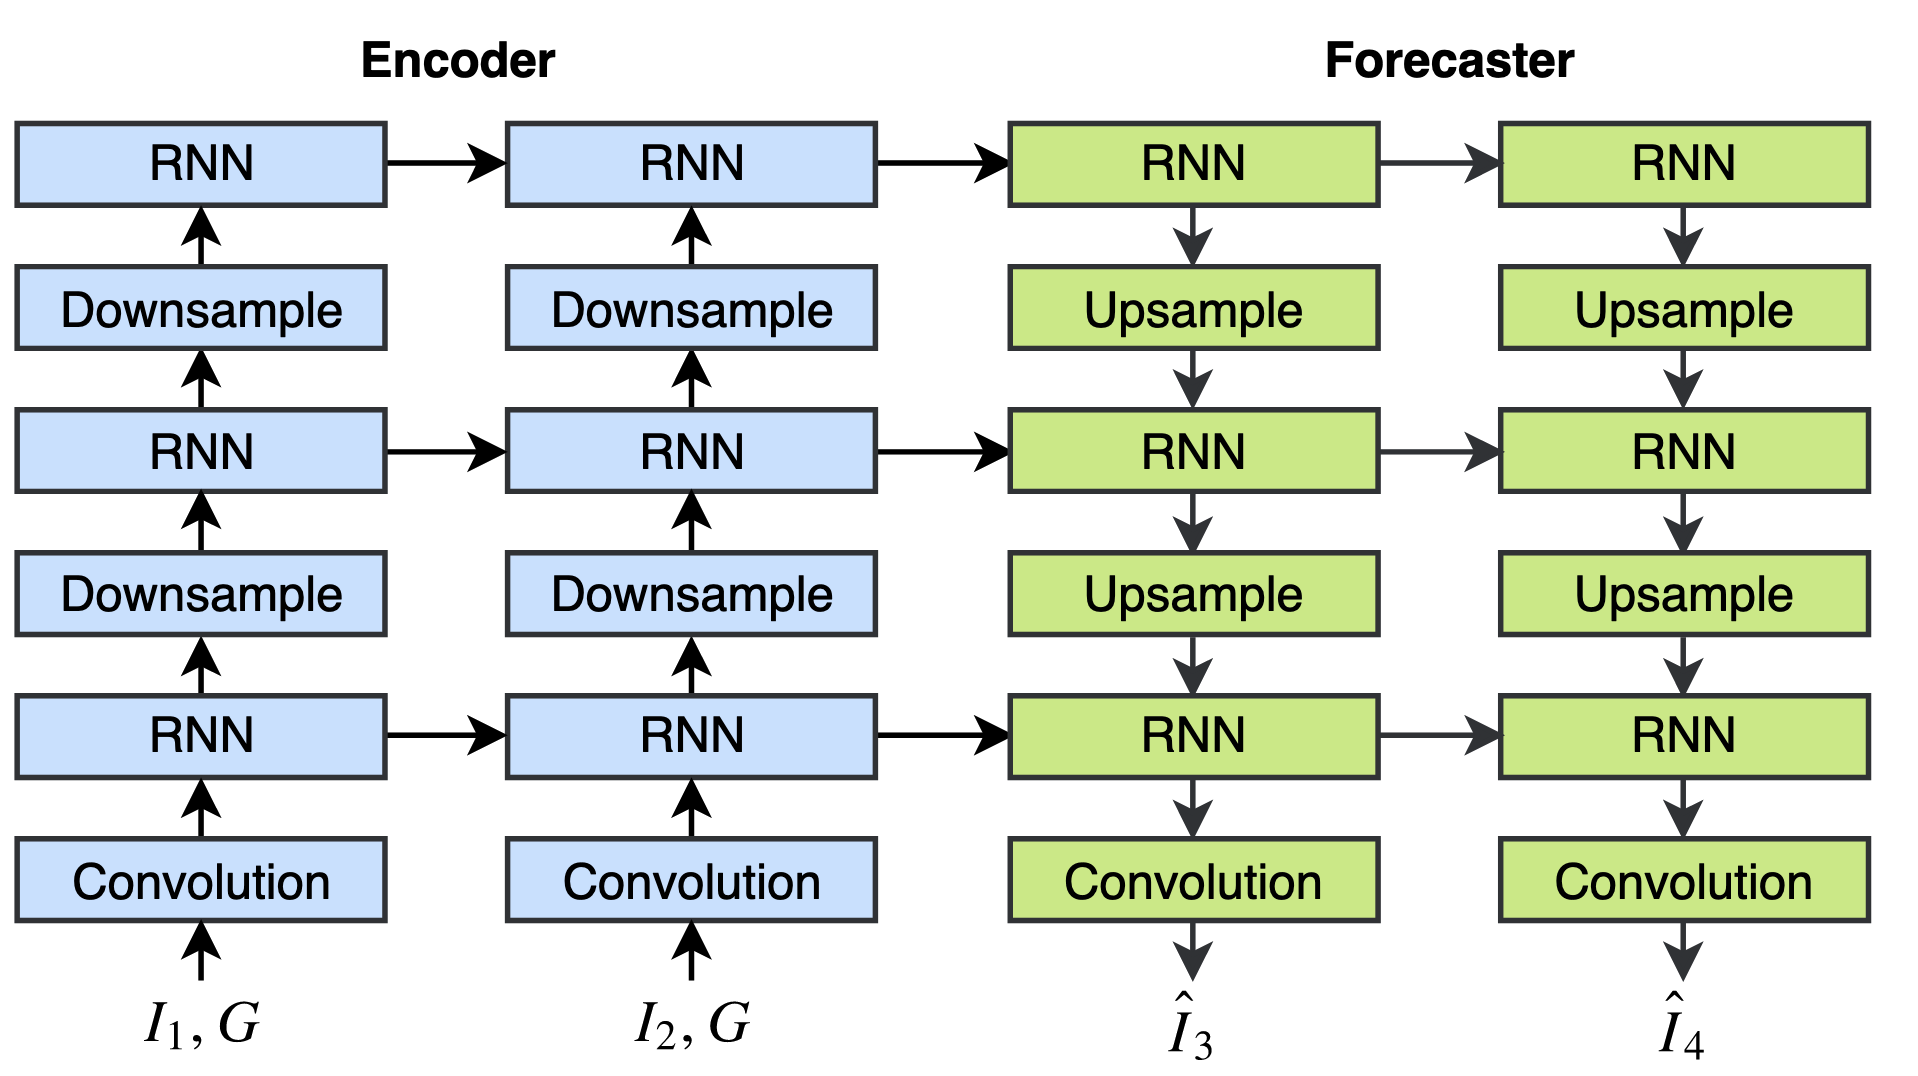 Encoder Forecaster
RNN RNN RNN RNN
Downsample Downsample Upsample Upsample
RNN RNN RNN RNN
Downsample Downsample Upsample Upsample
RNN RNN RNN RNN
Convolution Convolution Convolution Convolution
I₁, G I₂, G Î₃ Î₄